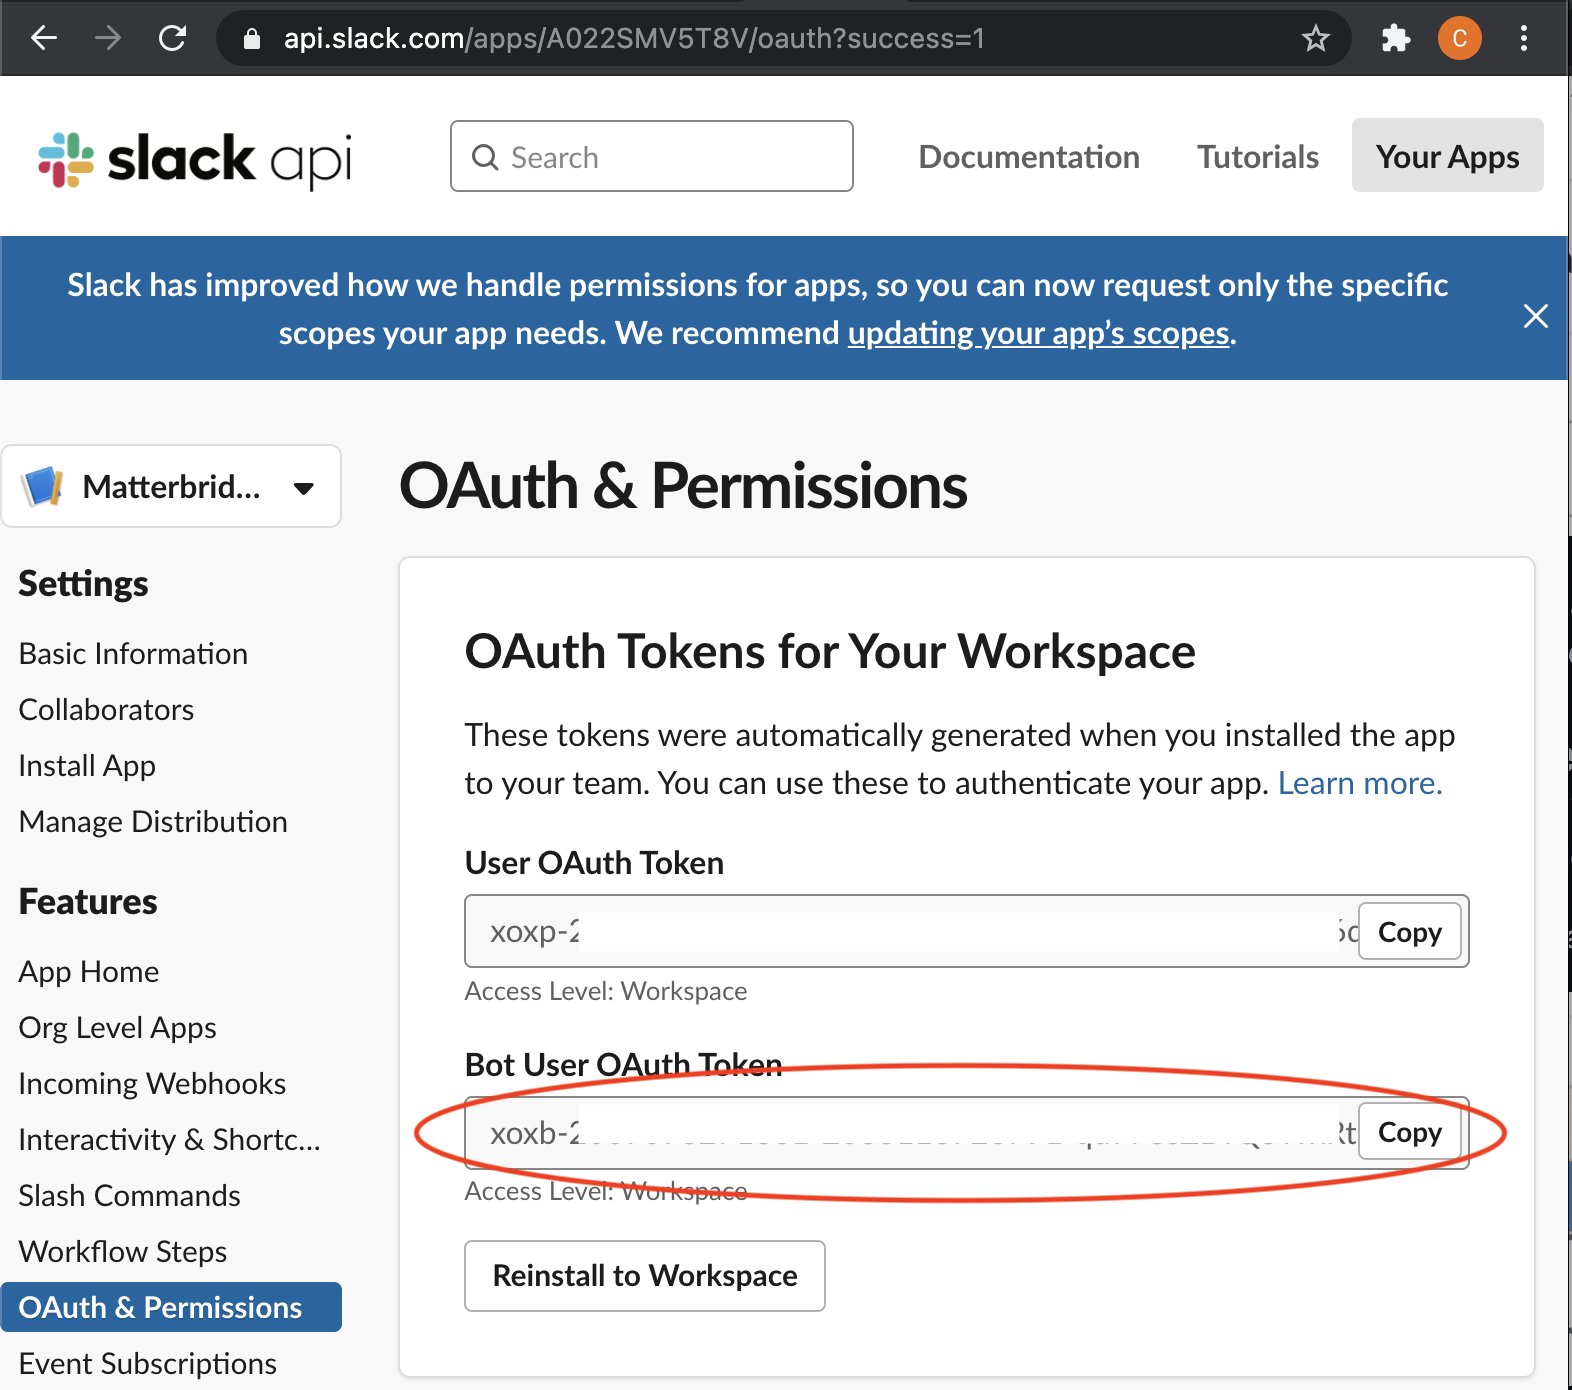 api.slack.com/apps/A022SMV5T8V/oauth?success=1
C
slack api
Search
Documentation
Tutorials
Your Apps
Slack has improved how we handle permissions for apps, so you can now request only the specific
scopes your app needs. We recommend updating your app’s scopes.
Matterbrid...
OAuth & Permissions
Settings
Basic Information
Collaborators
Install App
Manage Distribution
Features
App Home
Org Level Apps
Incoming Webhooks
Interactivity & Shortc...
Slash Commands
Workflow Steps
OAuth & Permissions
Event Subscriptions
OAuth Tokens for Your Workspace
These tokens were automatically generated when you installed the app
to your team. You can use these to authenticate your app. Learn more.
User OAuth Token
xoxp-2
Copy
Access Level: Workspace
Bot User OAuth Token
xoxb-2
Copy
Access Level: Workspace
Reinstall to Workspace